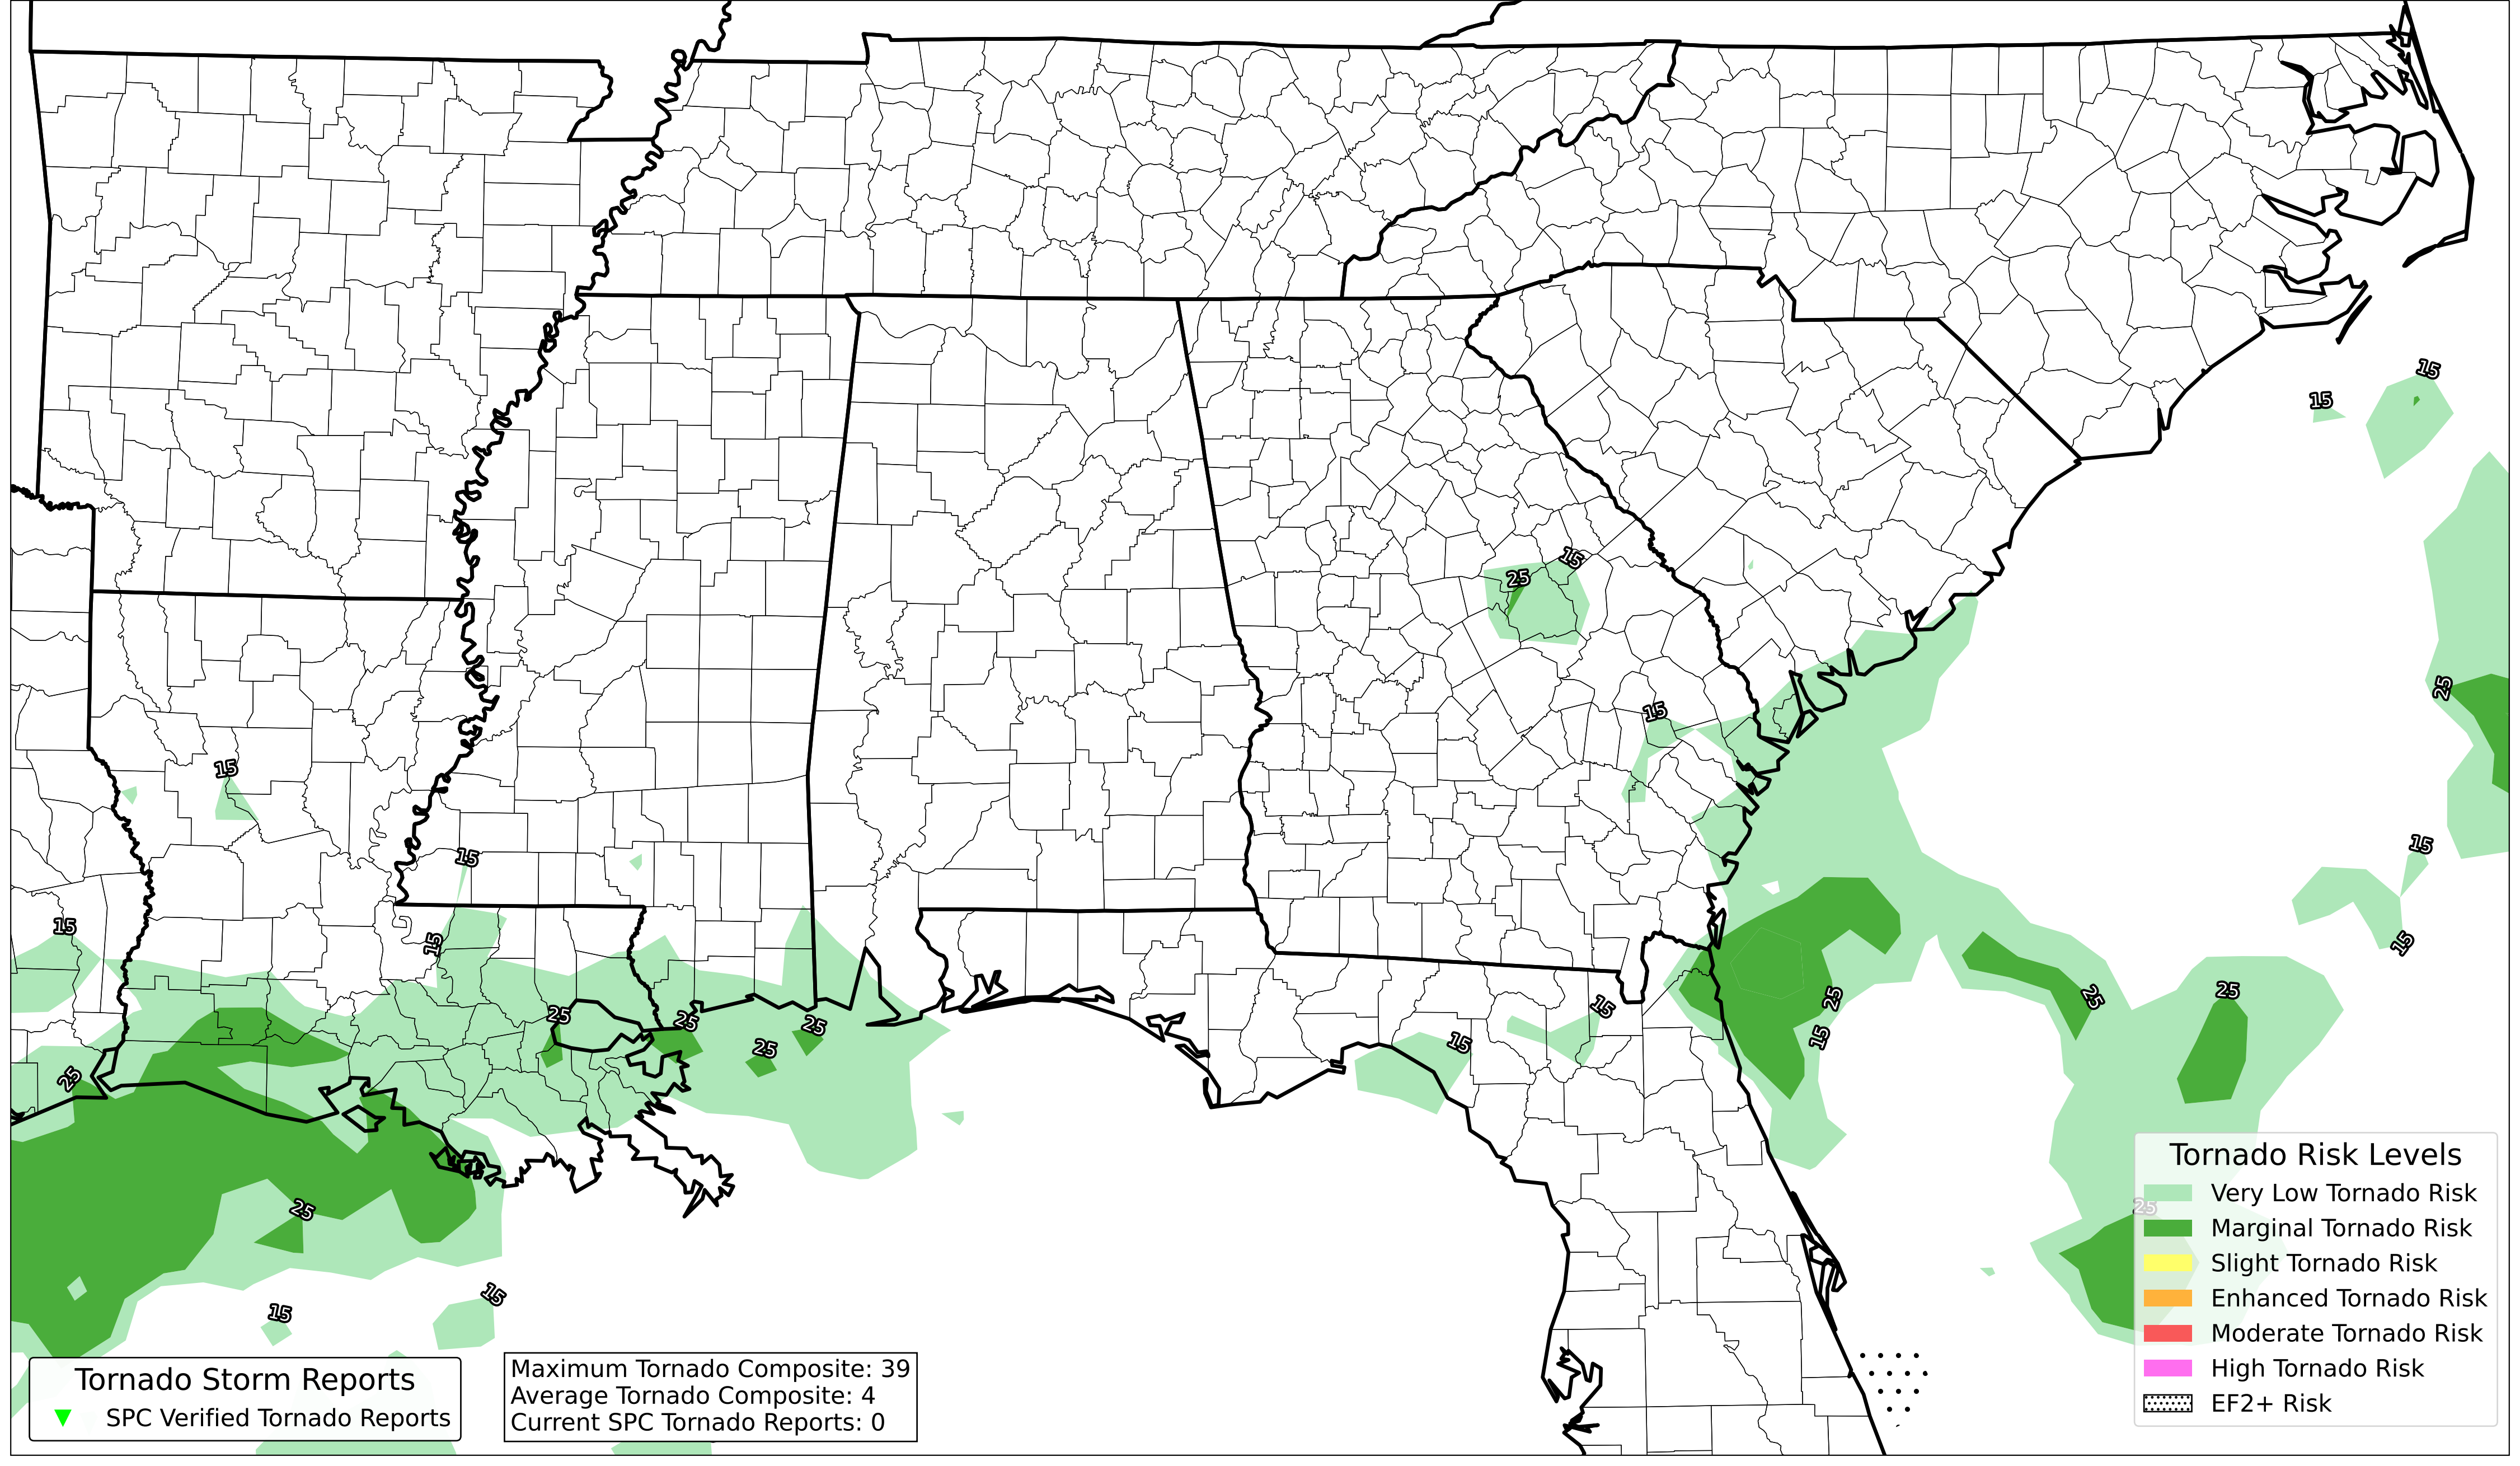 15
15
15
25
25
15
15
15
15
15
15
15
25
25
25
25
15
25
25
25
25
15
15
25
25
25
15
15
Tornado Risk Levels
Very Low Tornado Risk
Marginal Tornado Risk
Slight Tornado Risk
Enhanced Tornado Risk
Moderate Tornado Risk
High Tornado Risk
EF2+ Risk
Tornado Storm Reports
SPC Verified Tornado Reports
Maximum Tornado Composite: 39
Average Tornado Composite: 4
Current SPC Tornado Reports: 0